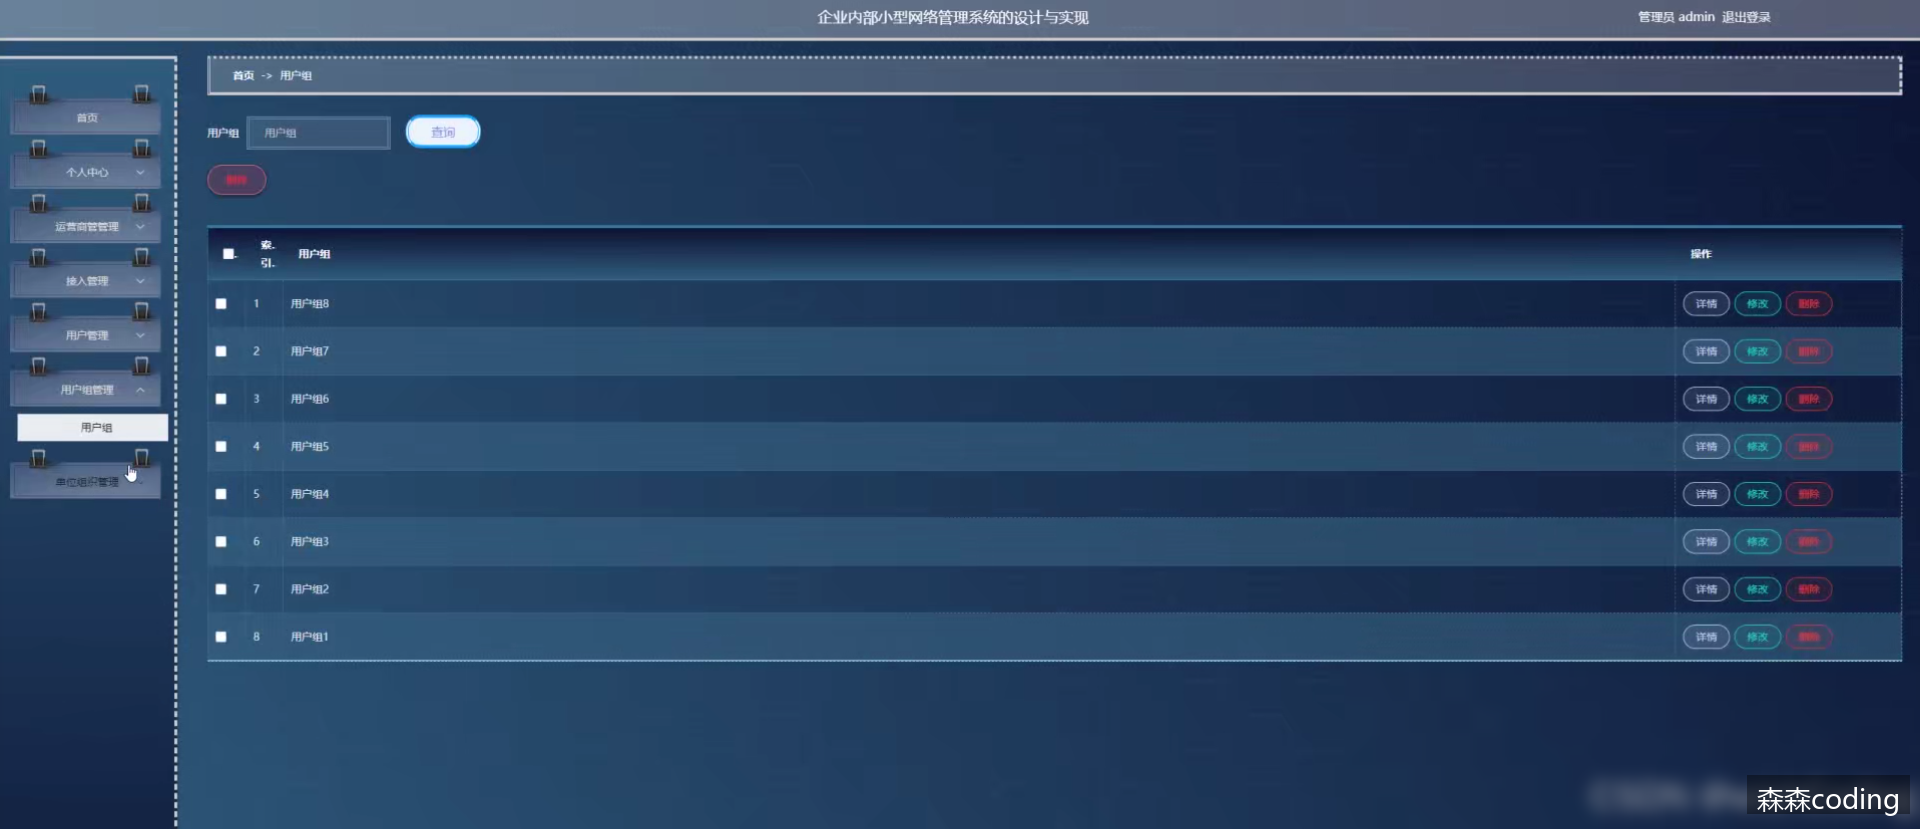 企业内部小型网络管理系统的设计与实现
管理员 admin 退出登录
首页 -> 用户组
首页
个人中心
运营商管管理
接入管理
用户管理
用户组管理
用户组
单位组织管理
用户组 用户组 查询
删除
索引 用户组 操作
1 用户组8 详情 修改 删除
2 用户组7 详情 修改 删除
3 用户组6 详情 修改 删除
4 用户组5 详情 修改 删除
5 用户组4 详情 修改 删除
6 用户组3 详情 修改 删除
7 用户组2 详情 修改 删除
8 用户组1 详情 修改 删除
森森coding